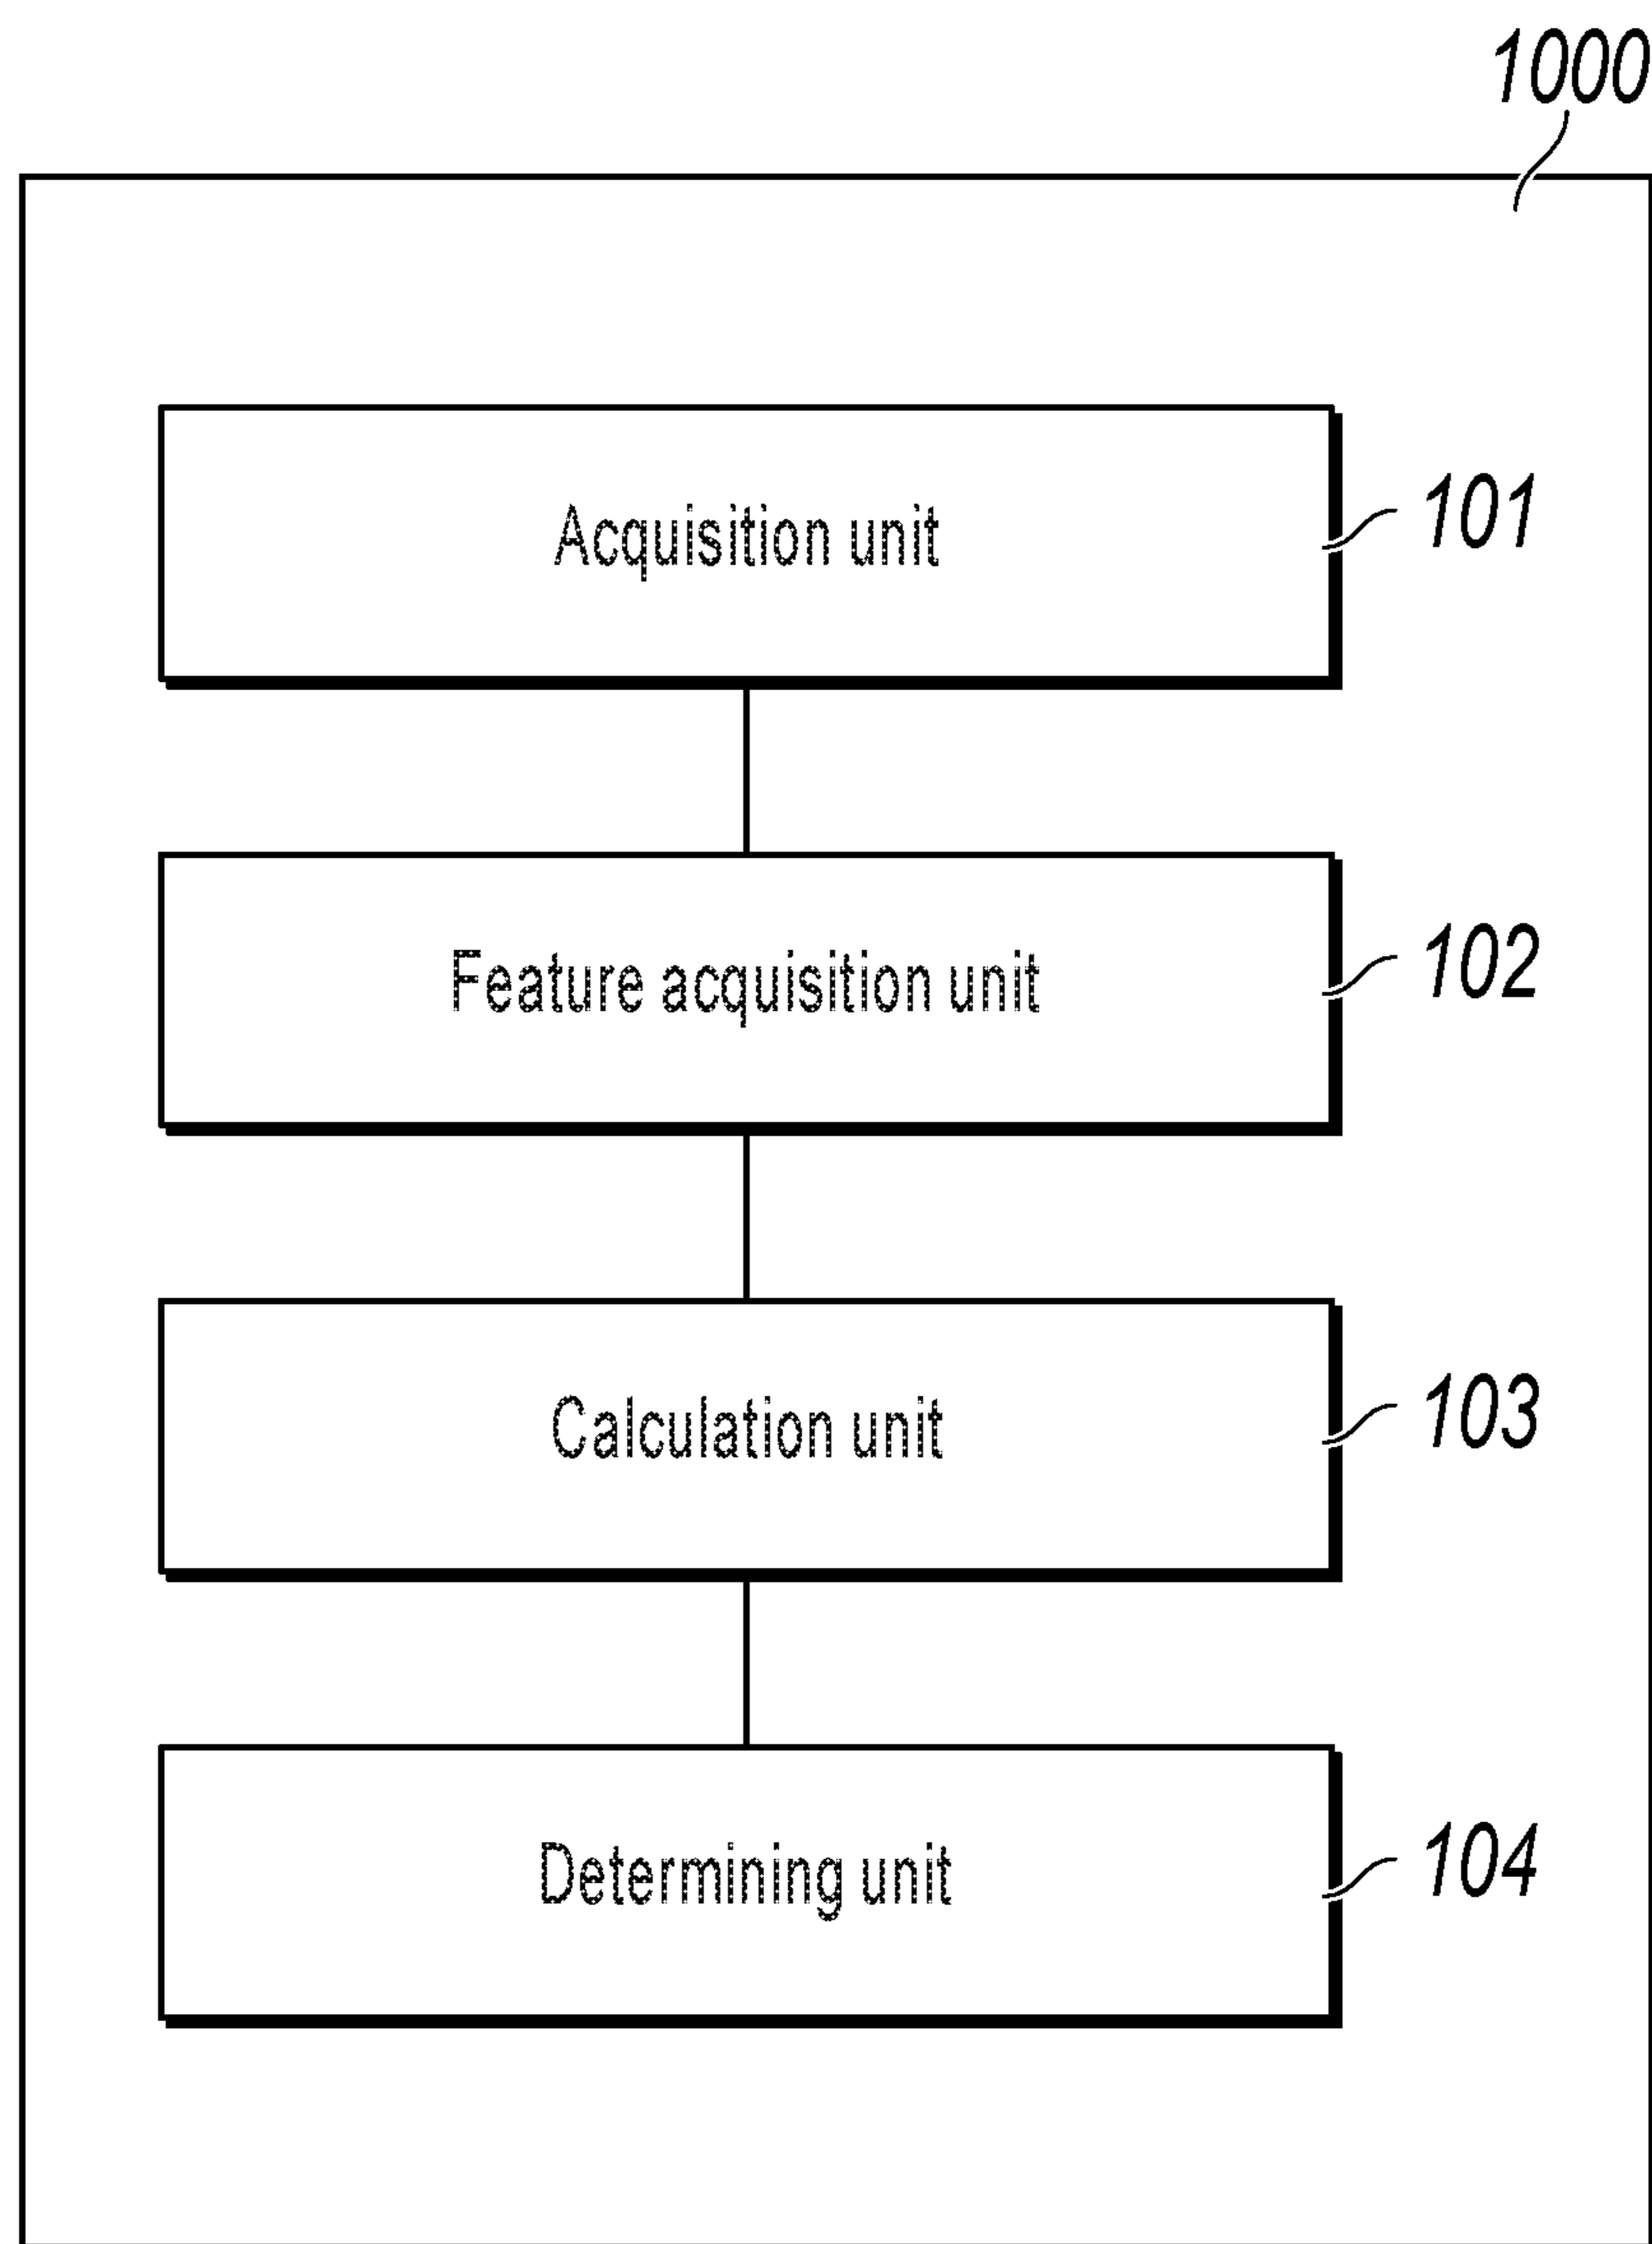 1000
Acquisition unit
101
Feature acquisition unit
102
Calculation unit
103
Determining unit
104